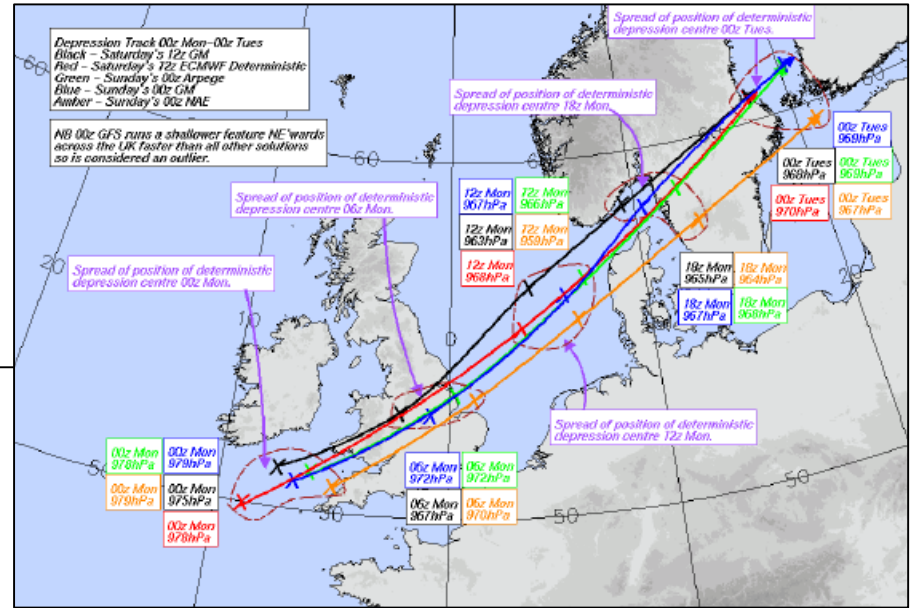 Spread of position of deterministic
depression centre 00z Tues.
Depression Track 00z Mon-00z Tues
Black - Saturday's 12z GM
Red - Saturday's 12z ECMWF Deterministic
Green - Sunday's 00z Arpege
Blue - Sunday's 00z GM
Amber - Sunday's 00z NAE
NB 00z GFS runs a shallower feature NE'wards
across the UK faster than all other solutions
so is considered an outlier.
Spread of position of deterministic
depression centre 18z Mon.
60
50
60
00z Tues
969hPa
00z Tues
968hPa
00z Tues
969hPa
00z Tues
970hPa
00z Tues
967hPa
12z Mon
967hPa
12z Mon
966hPa
12z Mon
963hPa
12z Mon
959hPa
12z Mon
968hPa
Spread of position of deterministic
depression centre 06z Mon.
20
Spread of position of deterministic
depression centre 00z Mon.
18z Mon
965hPa
18z Mon
964hPa
18z Mon
967hPa
18z Mon
968hPa
20
10
0
Spread of position of deterministic
depression centre 12z Mon.
00z Mon
978hPa
00z Mon
979hPa
00z Mon
979hPa
00z Mon
975hPa
00z Mon
978hPa
06z Mon
972hPa
06z Mon
972hPa
06z Mon
967hPa
06z Mon
970hPa
50
10
50
50